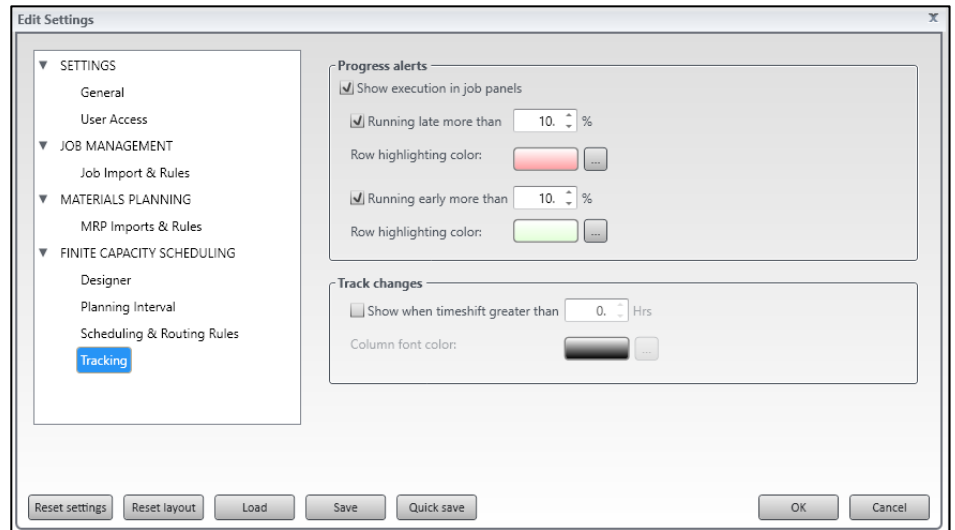 Edit Settings
x
SETTINGS
General
User Access
JOB MANAGEMENT
Job Import & Rules
MATERIALS PLANNING
MRP Imports & Rules
FINITE CAPACITY SCHEDULING
Designer
Planning Interval
Scheduling & Routing Rules
Tracking
Progress alerts
Show execution in job panels
Running late more than 10. %
Row highlighting color: ...
Running early more than 10. %
Row highlighting color: ...
Track changes
Show when timeshift greater than 0. Hrs
Column font color: ...
Reset settings Reset layout Load Save Quick save OK Cancel